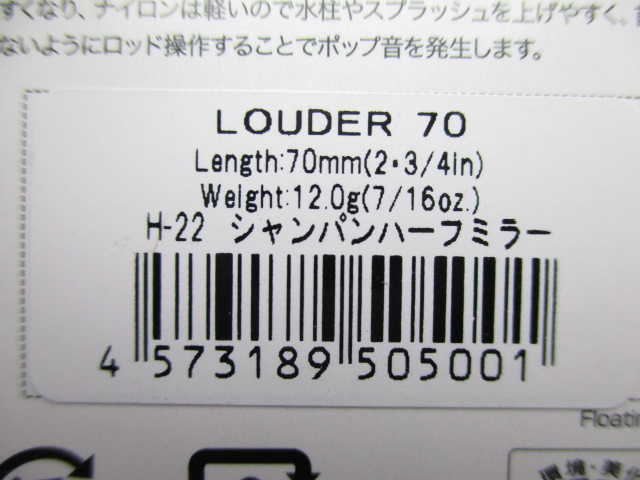 すくなり、ナイロンは軽いので水柱やスプラッシュを上げやすく、
ないようにロッド操作することでポップ音を発生します。
LOUDER 70
Length:70mm(2・3/4in)
Weight:12.0g(7/16oz.)
H-22 シャンパンハーフミラー
4 573189 505001
Floatin
環境・美